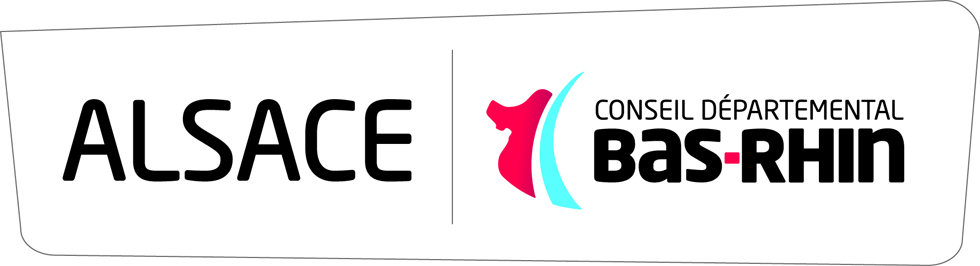 ALSACE
CONSEIL DÉPARTEMENTAL
BaS-RHIn